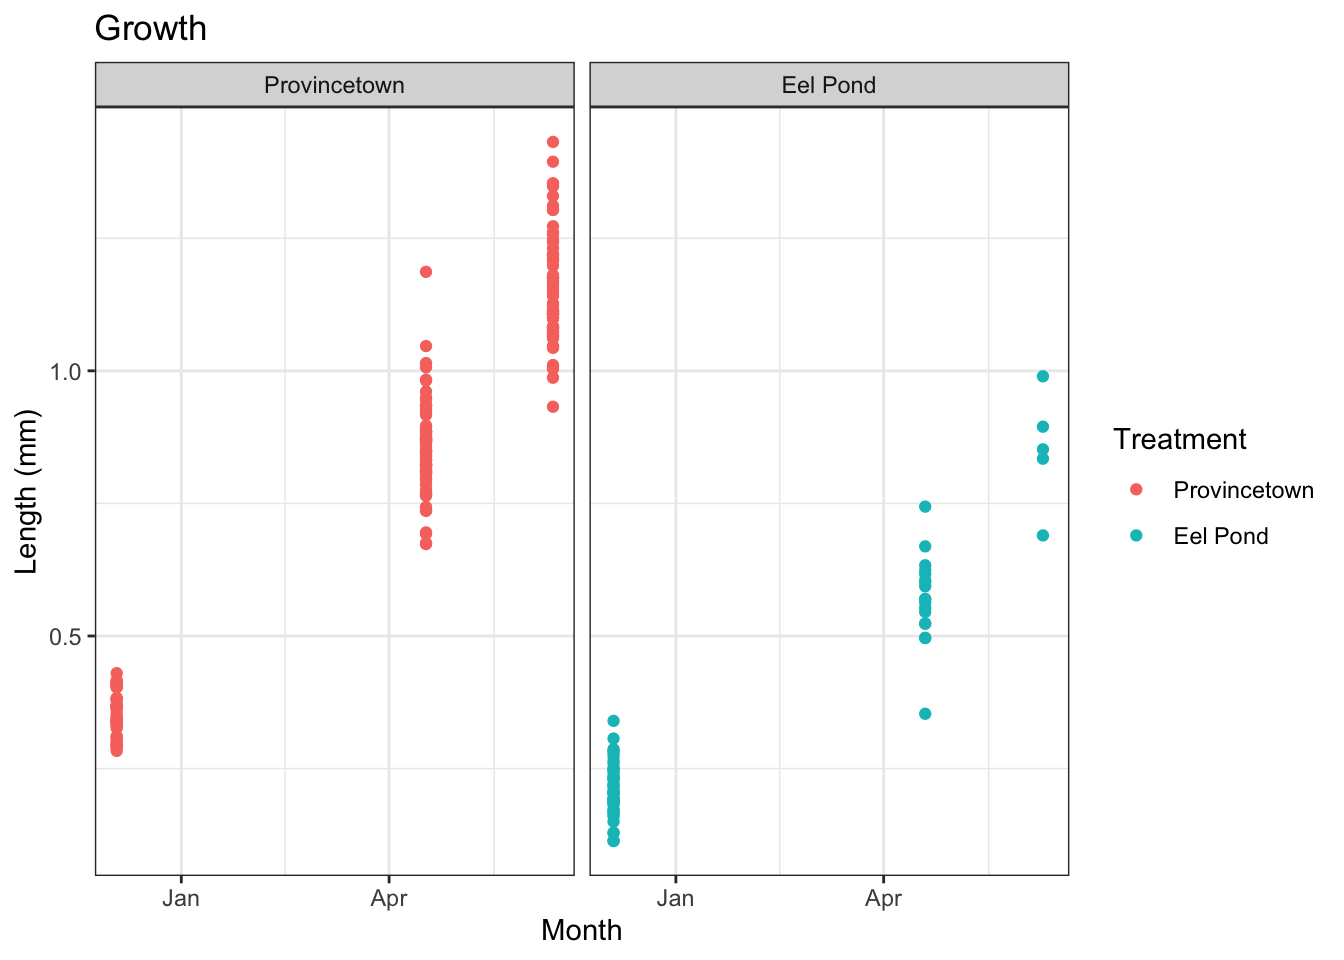 Growth
Provincetown
Eel Pond
Length (mm)
1.0
0.5
Jan
Apr
Jan
Apr
Month
Treatment
Provincetown
Eel Pond